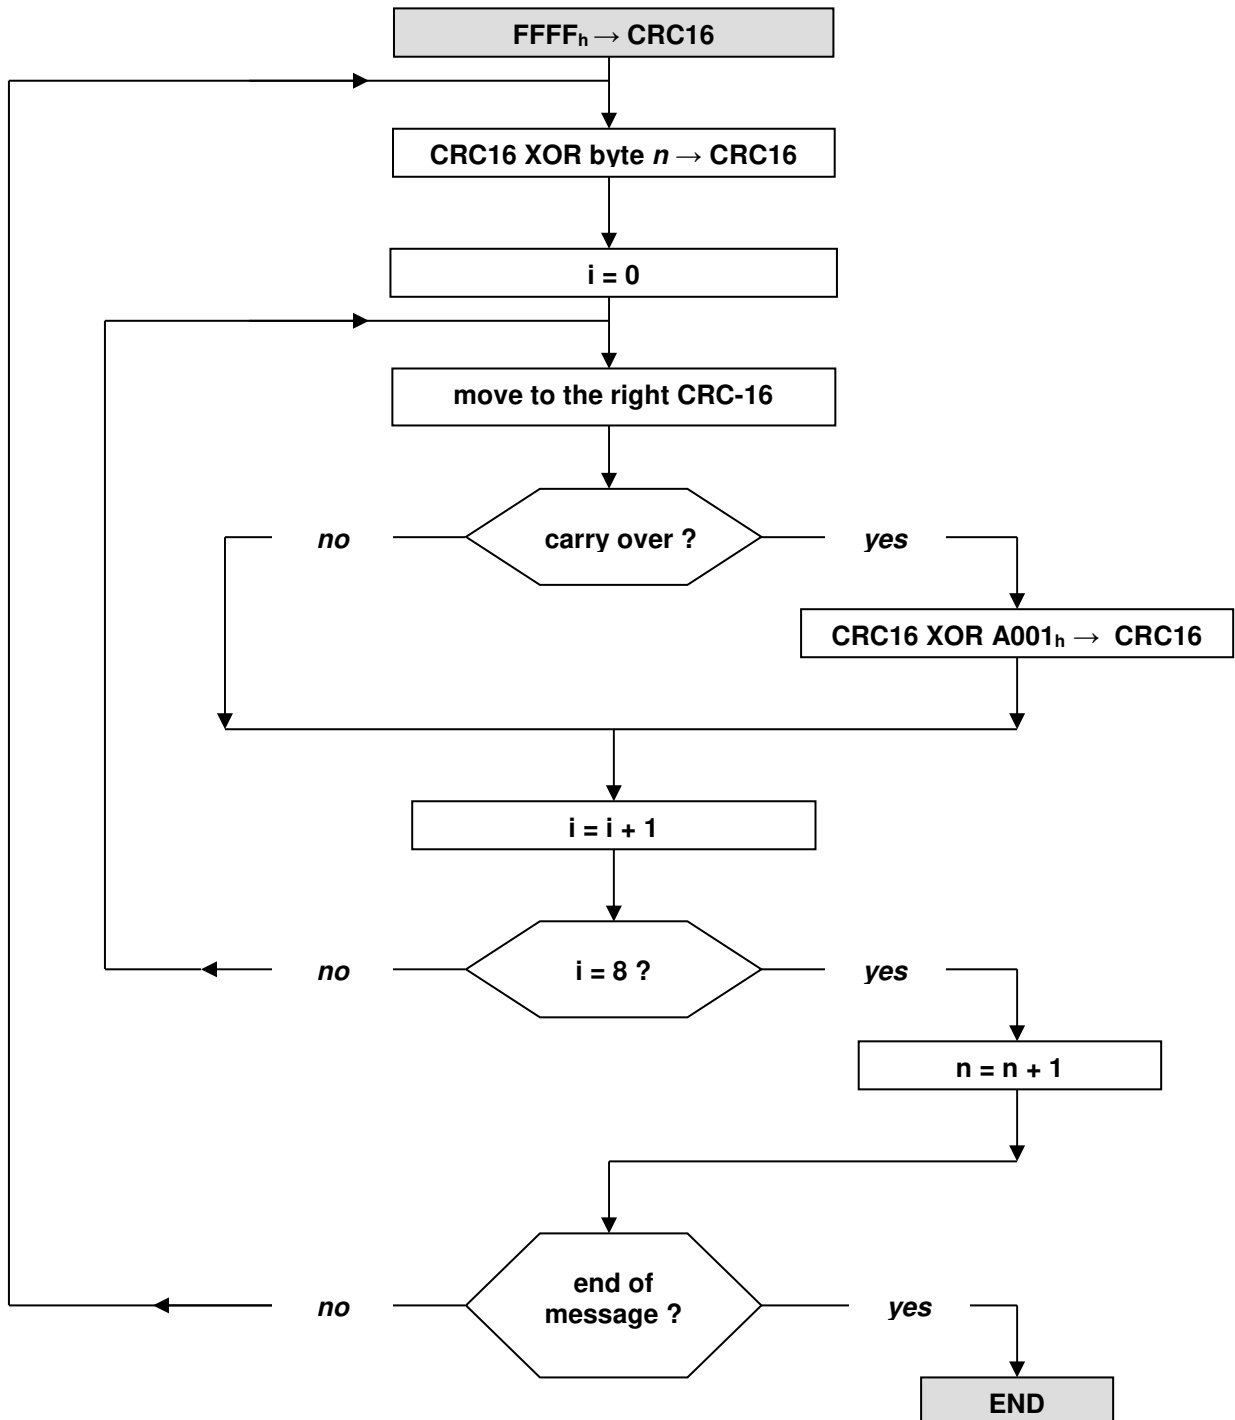 FFFFₕ → CRC16
CRC16 XOR byte n → CRC16
i = 0
move to the right CRC-16
no
carry over ?
yes
CRC16 XOR A001ₕ → CRC16
i = i + 1
no
i = 8 ?
yes
n = n + 1
end of
message ?
no
yes
END